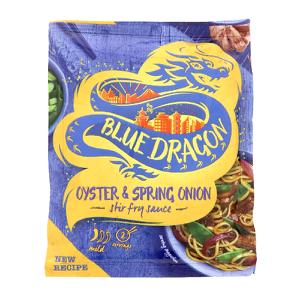 BLUE DRAGON
OYSTER & SPRING ONION
stir fry sauce
mild
2
servings
NEW
RECIPE